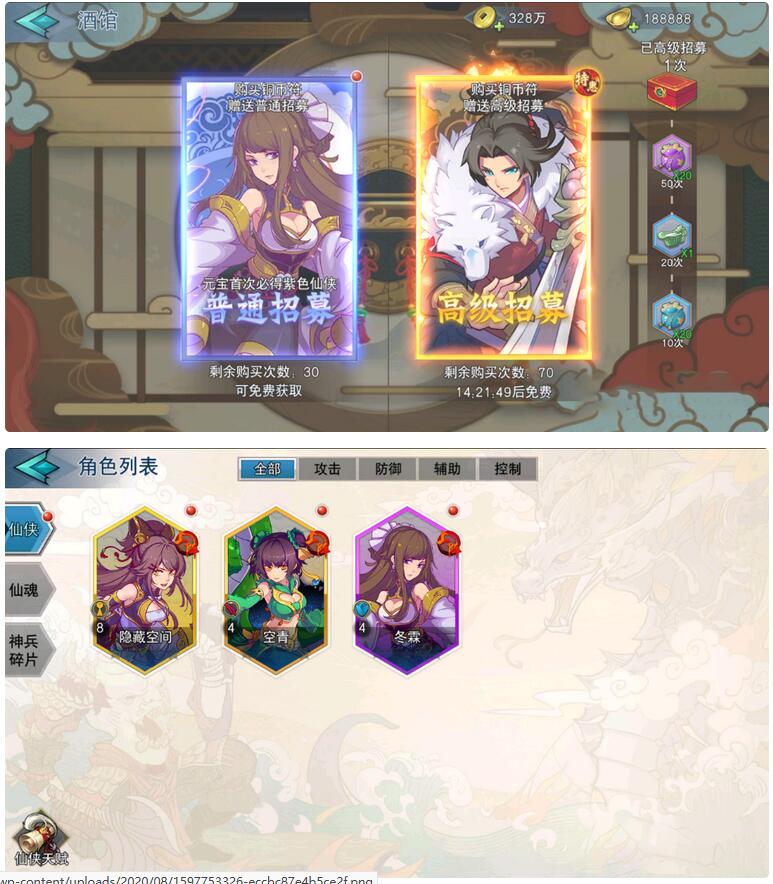 酒馆
328万
188888
已高级招募
1次
购买铜币符
赠送普通招募
元宝首次必得紫色仙侠
普通招募
剩余购买次数：30
可免费获取
特惠
购买铜币符
赠送高级招募
高级招募
剩余购买次数：70
14,21,49后免费
X20
50次
X1
20次
X20
10次
角色列表
全部
攻击
防御
辅助
控制
仙侠
仙魂
神兵
碎片
8
隐藏空间
4
空青
4
冬霖
仙侠天赋
wp-content/uploads/2020/08/1597753326-eccbc87e4b5ce2f.png